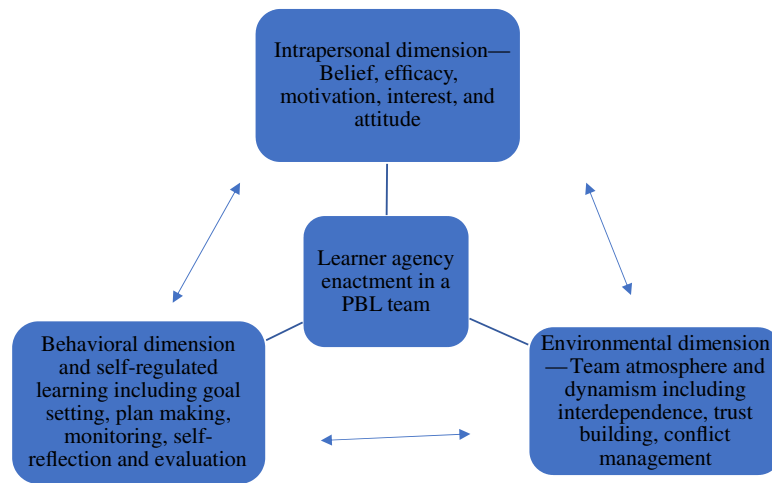 Intrapersonal dimension—
Belief, efficacy,
motivation, interest, and
attitude
Learner agency
enactment in a
PBL team
Behavioral dimension
and self-regulated
learning including goal
setting, plan making,
monitoring, self-
reflection and evaluation
Environmental dimension
—Team atmosphere and
dynamism including
interdependence, trust
building, conflict
management